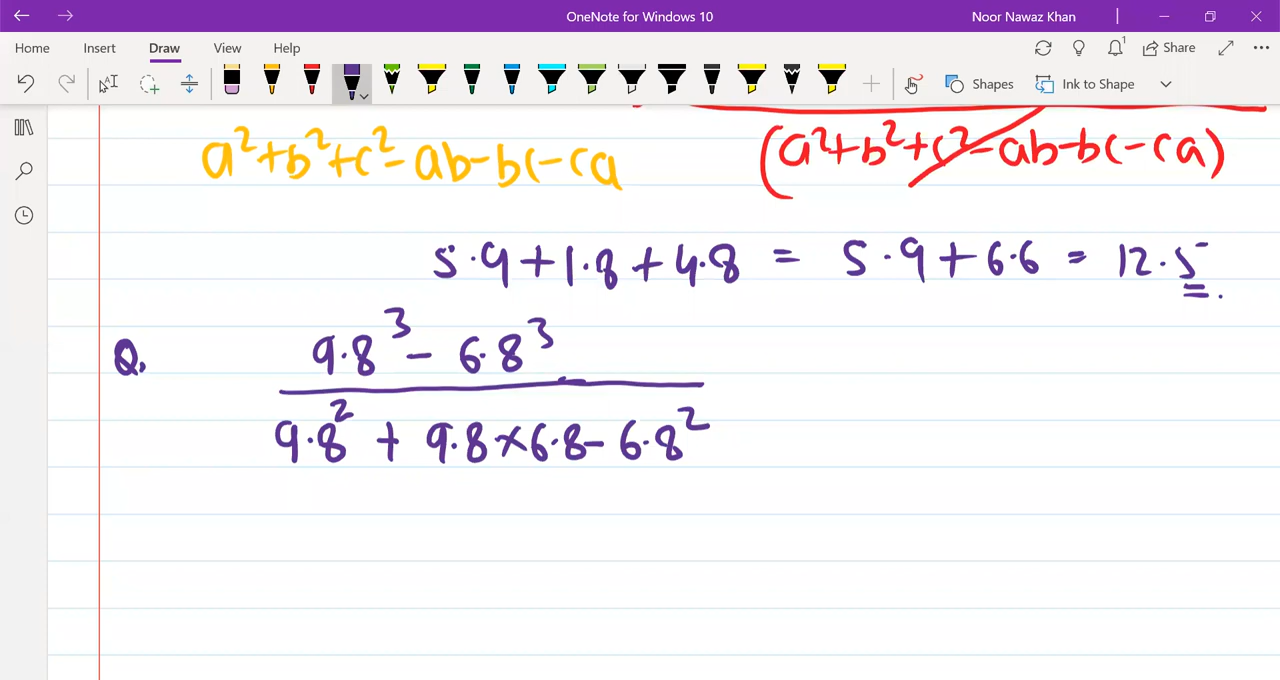 OneNote for Windows 10
Noor Nawaz Khan
Home Insert Draw View Help
1 Share
Shapes Ink to Shape
a²+b²+c²-ab-bc-ca
(a²+b²+c²-ab-bc-ca)
5.9+1.8+4.8 = 5.9+6.6 = 12.5.
Q. 9.8³- 6.8³
9.8² + 9.8×6.8- 6.8²